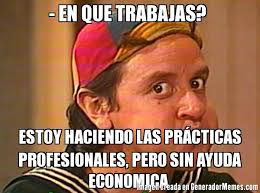 - EN QUE TRABAJAS?
ESTOY HACIENDO LAS PRÁCTICAS
PROFESIONALES, PERO SIN AYUDA
ECONOMICA
Imagen creada en GeneradorMemes.com